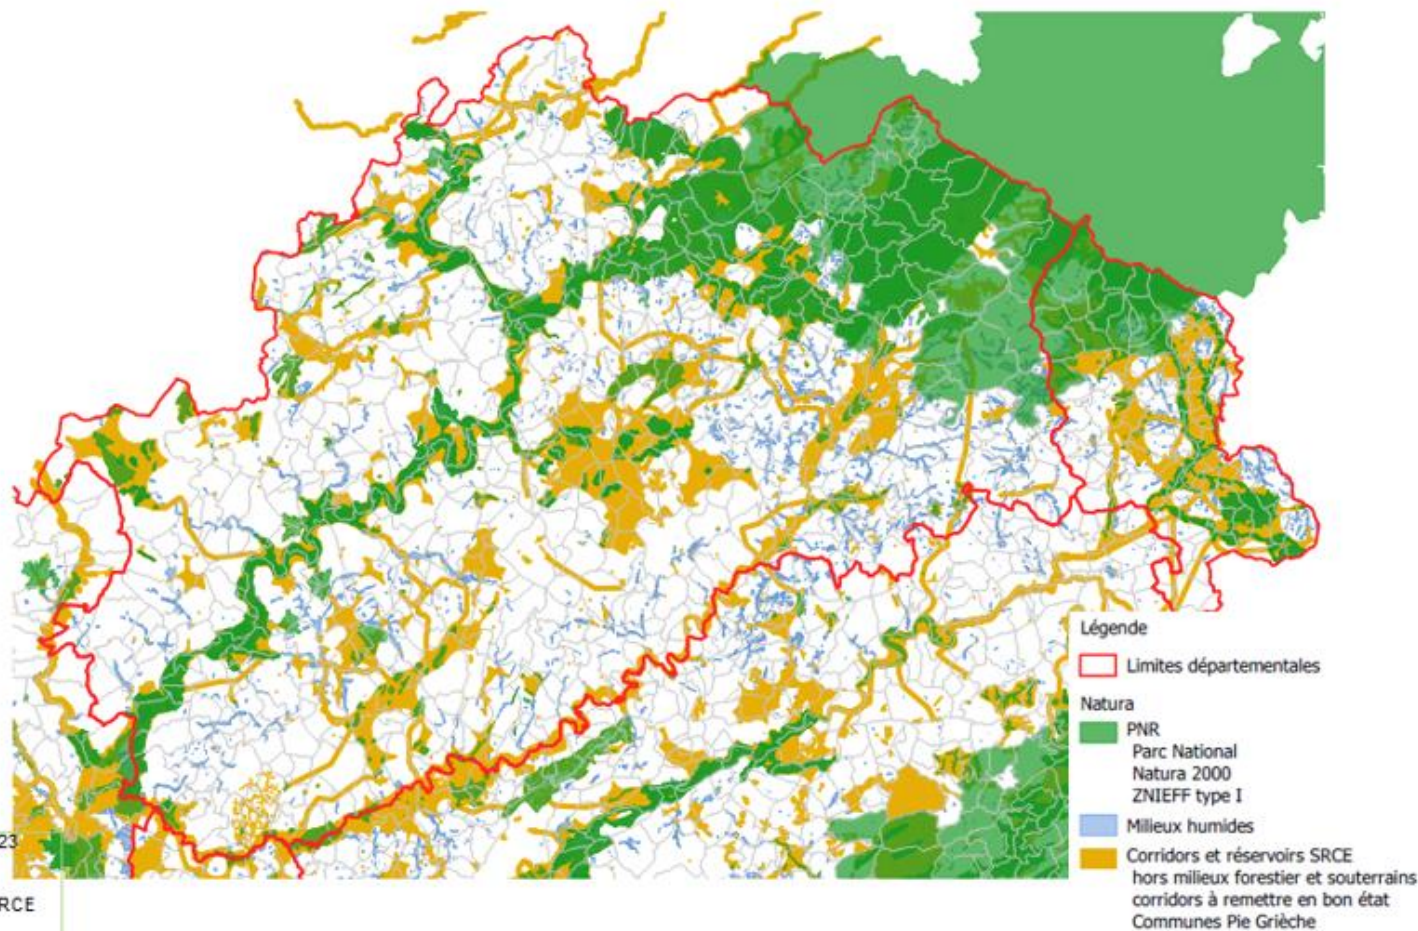 Légende
Limites départementales
Natura
PNR
Parc National
Natura 2000
ZNIEFF type I
Milieux humides
Corridors et réservoirs SRCE
hors milieux forestier et souterrains
corridors à remettre en bon état
Communes Pie Grièche
23
RCE